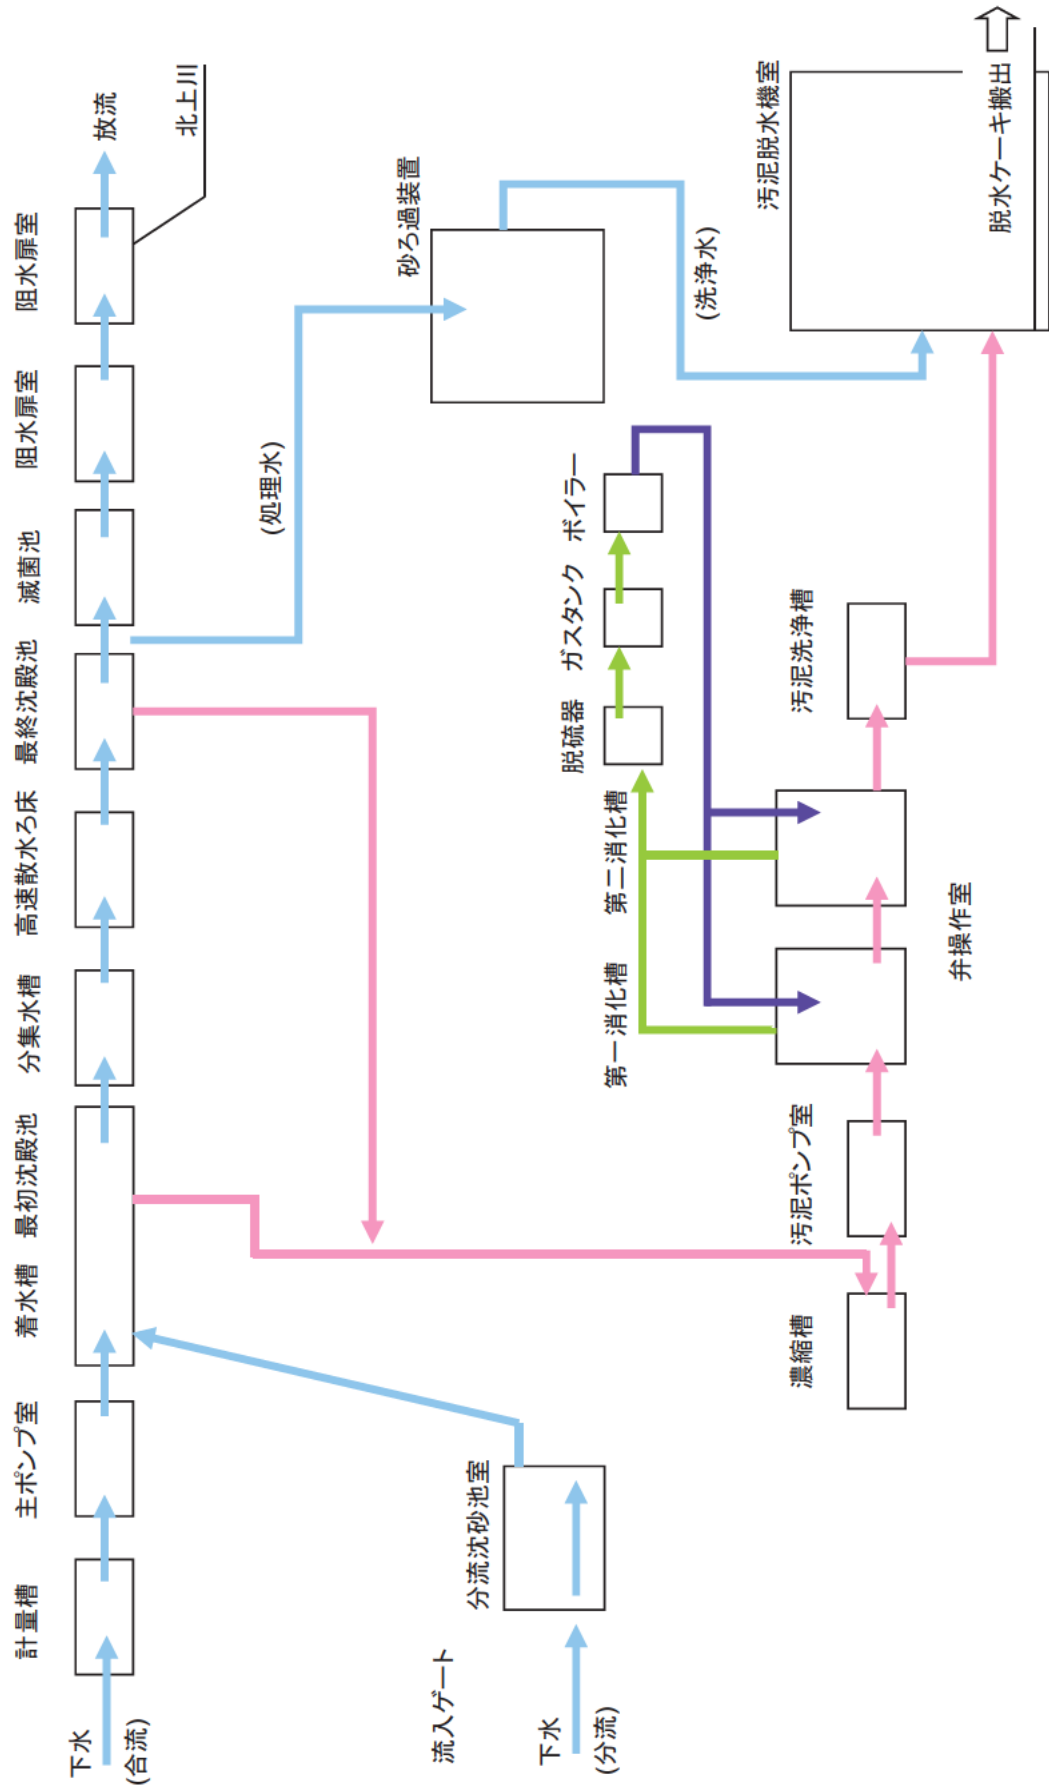 下水
(合流)
計量槽
主ポンプ室
着水槽
最初沈殿池
分集水槽
高速散水ろ床
最終沈殿池
滅菌池
阻水扉室
阻水扉室
放流
北上川
(処理水)
砂ろ過装置
流入ゲート
下水
(分流)
分流沈砂池室
第一消化槽
第二消化槽
脱硫器
ガスタンク
ボイラー
(洗浄水)
濃縮槽
汚泥ポンプ室
汚泥洗浄槽
汚泥脱水機室
弁操作室
脱水ケーキ搬出